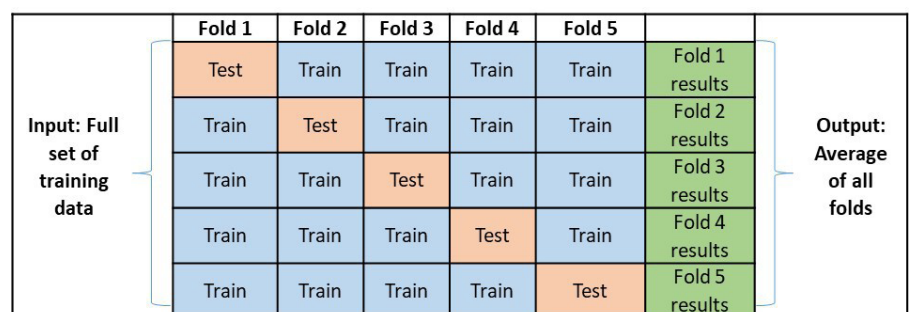 Fold 1 Fold 2 Fold 3 Fold 4 Fold 5
Test Train Train Train Train Fold 1
results
Train Test Train Train Train Fold 2
results
Train Train Test Train Train Fold 3
results
Train Train Train Test Train Fold 4
results
Train Train Train Train Test Fold 5
results
Input: Full
set of
training
data
Output:
Average
of all
folds